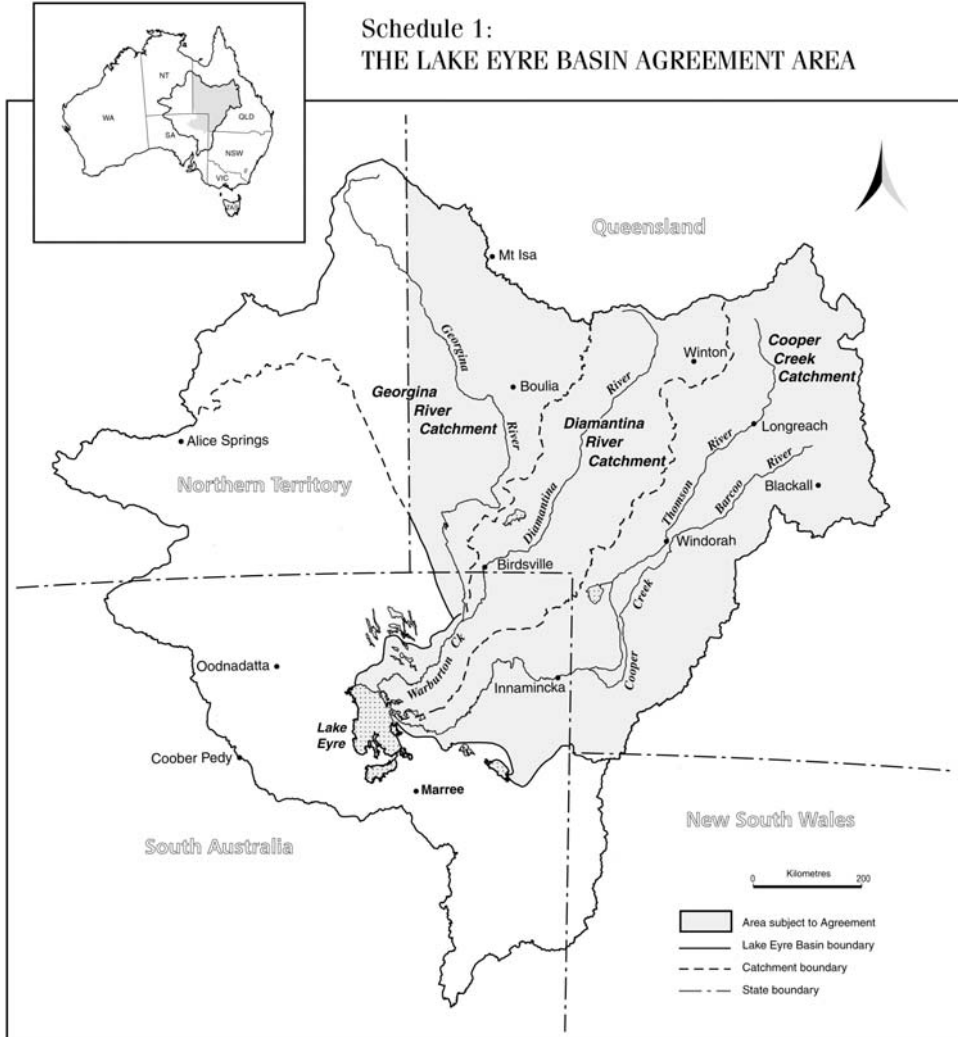 Schedule 1:
THE LAKE EYRE BASIN AGREEMENT AREA
NT
WA
QLD
SA
NSW
VIC
TAS
Queensland
Mt Isa
Georgina
River
Winton
Cooper
Creek
Catchment
Boulia
River
Georgina
River
Catchment
Diamantina
River
Catchment
Longreach
Alice Springs
River
River
Blackall
Northern Territory
Diamantina
Thomson
Barcoo
Windorah
Birdsville
Creek
Cooper
Warburton Ck
Oodnadatta
Innamincka
Lake
Eyre
Coober Pedy
Marree
South Australia
New South Wales
Kilometres
0 200
Area subject to Agreement
Lake Eyre Basin boundary
Catchment boundary
State boundary